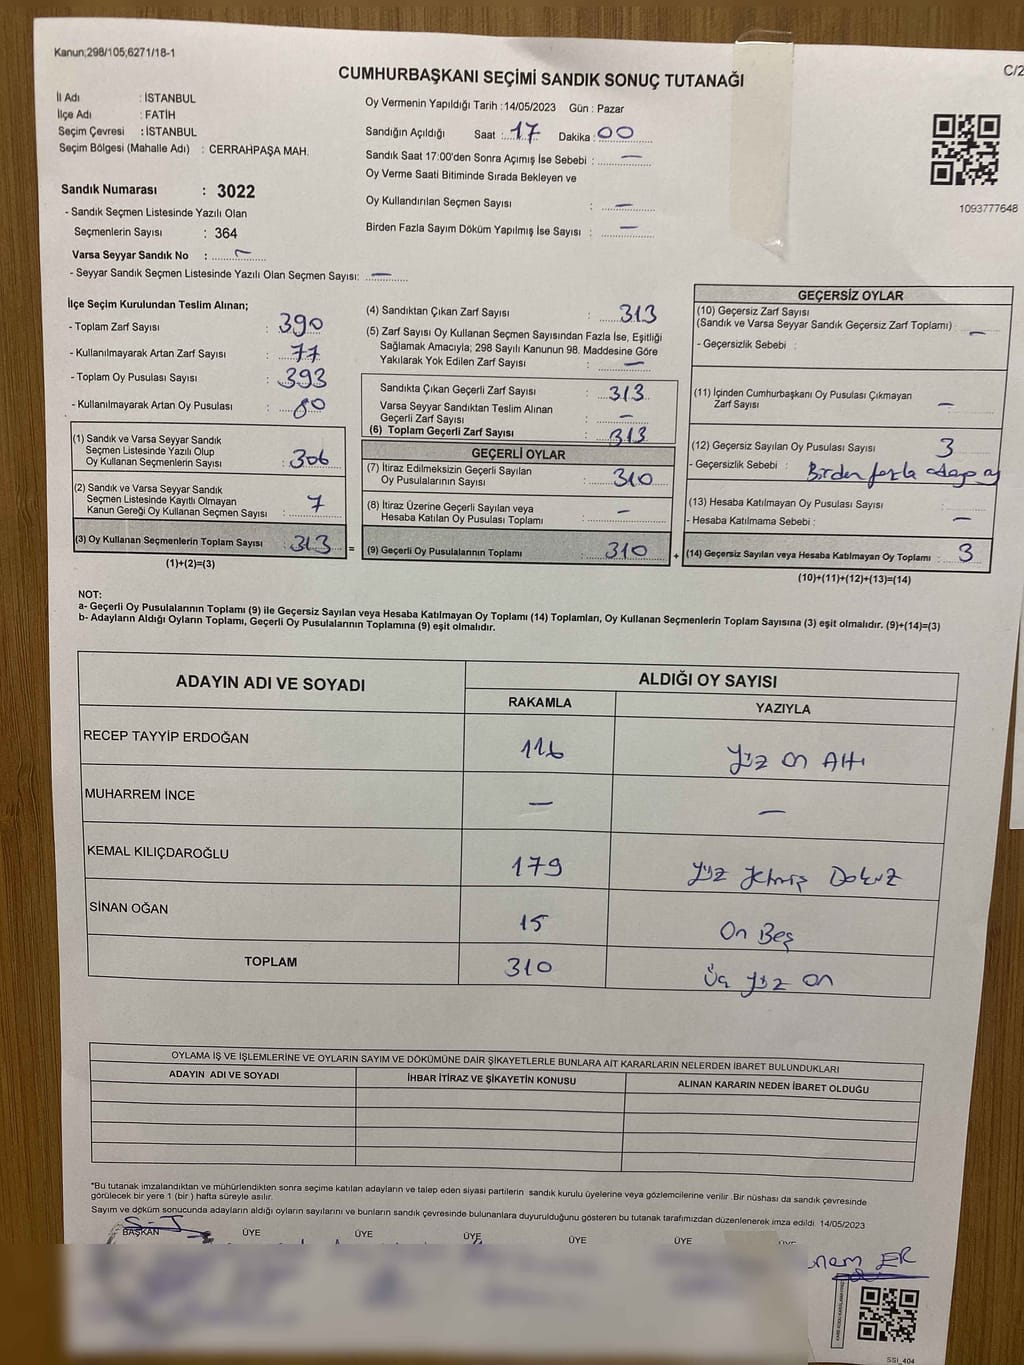 Kanun;298/105;6271/18-1
C/2
CUMHURBAŞKANI SEÇİMİ SANDIK SONUÇ TUTANAĞI
İl Adı : İSTANBUL
İlçe Adı : FATİH
Seçim Çevresi : İSTANBUL
Seçim Bölgesi (Mahalle Adı) : CERRAHPAŞA MAH.
Sandık Numarası : 3022
- Sandık Seçmen Listesinde Yazılı Olan
Seçmenlerin Sayısı : 364
Varsa Seyyar Sandık No : –
- Seyyar Sandık Seçmen Listesinde Yazılı Olan Seçmen Sayısı: –
Oy Vermenin Yapıldığı Tarih : 14/05/2023 Gün : Pazar
Sandığın Açıldığı Saat : 17 Dakika : 00
Sandık Saat 17:00'den Sonra Açımış İse Sebebi : –
Oy Verme Saati Bitiminde Sırada Bekleyen ve
Oy Kullandırılan Seçmen Sayısı : –
Birden Fazla Sayım Döküm Yapılmış İse Sayısı : –
1093777648
İlçe Seçim Kurulundan Teslim Alınan;
- Toplam Zarf Sayısı : 390
- Kullanılmayarak Artan Zarf Sayısı : 77
- Toplam Oy Pusulası Sayısı : 393
- Kullanılmayarak Artan Oy Pusulası : 80
(1) Sandık ve Varsa Seyyar Sandık
Seçmen Listesinde Yazılı Olup
Oy Kullanan Seçmenlerin Sayısı : 306
(2) Sandık ve Varsa Seyyar Sandık
Seçmen Listesinde Kayıtlı Olmayan
Kanun Gereği Oy Kullanan Seçmen Sayısı : 7
(3) Oy Kullanan Seçmenlerin Toplam Sayısı : 313 =
(1)+(2)=(3)
(4) Sandıktan Çıkan Zarf Sayısı : 313
(5) Zarf Sayısı Oy Kullanan Seçmen Sayısından Fazla İse, Eşitliği
Sağlamak Amacıyla; 298 Sayılı Kanunun 98. Maddesine Göre
Yakılarak Yok Edilen Zarf Sayısı : –
Sandıkta Çıkan Geçerli Zarf Sayısı : 313
Varsa Seyyar Sandıktan Teslim Alınan
Geçerli Zarf Sayısı : –
(6) Toplam Geçerli Zarf Sayısı : 313
GEÇERLİ OYLAR
(7) İtiraz Edilmeksizin Geçerli Sayılan
Oy Pusulalarının Sayısı : 310
(8) İtiraz Üzerine Geçerli Sayılan veya
Hesaba Katılan Oy Pusulası Toplamı : –
(9) Geçerli Oy Pusulalarının Toplamı : 310 +
GEÇERSİZ OYLAR
(10) Geçersiz Zarf Sayısı
(Sandık ve Varsa Seyyar Sandık Geçersiz Zarf Toplamı) : –
- Geçersizlik Sebebi :
(11) İçinden Cumhurbaşkanı Oy Pusulası Çıkmayan
Zarf Sayısı : –
(12) Geçersiz Sayılan Oy Pusulası Sayısı : 3
- Geçersizlik Sebebi : Birden fazla
(13) Hesaba Katılmayan Oy Pusulası Sayısı :
- Hesaba Katılmama Sebebi : –
(14) Geçersiz Sayılan veya Hesaba Katılmayan Oy Toplamı : 3
(10)+(11)+(12)+(13)=(14)
NOT:
a- Geçerli Oy Pusulalarının Toplamı (9) ile Geçersiz Sayılan veya Hesaba Katılmayan Oy Toplamı (14) Toplamları, Oy Kullanan Seçmenlerin Toplam Sayısına (3) eşit olmalıdır. (9)+(14)=(3)
b- Adayların Aldığı Oyların Toplamı, Geçerli Oy Pusulalarının Toplamına (9) eşit olmalıdır.
ADAYIN ADI VE SOYADI ALDIĞI OY SAYISI
RAKAMLA YAZIYLA
RECEP TAYYİP ERDOĞAN 116 Yüz on Altı
MUHARREM İNCE – –
KEMAL KILIÇDAROĞLU 179 Yüz Yetmiş Dokuz
SİNAN OĞAN 15 On Beş
TOPLAM 310 Üç Yüz on
OYLAMA İŞ VE İŞLEMLERİNE VE OYLARIN SAYIM VE DÖKÜMÜNE DAİR ŞİKAYETLERLE BUNLARA AİT KARARLARIN NELERDEN İBARET BULUNDUKLARI
ADAYIN ADI VE SOYADI İHBAR İTİRAZ VE ŞİKAYETİN KONUSU ALINAN KARARIN NEDEN İBARET OLDUĞU
*Bu tutanak imzalandıktan ve mühürlendikten sonra seçime katılan adayların ve talep eden siyasi partilerin sandık kurulu üyelerine veya gözlemcilerine verilir .Bir nüshası da sandık çevresinde
görülecek bir yere 1 (bir ) hafta süreyle asılır.
Sayım ve döküm sonucunda adayların aldığı oyların sayılarını ve bunların sandık çevresinde bulunanlara duyurulduğunu gösteren bu tutanak tarafımızdan düzenlenerek imza edildi. 14/05/2023
BAŞKAN ÜYE ÜYE ÜYE ÜYE ÜYE ÜYE
ER
SSI_404